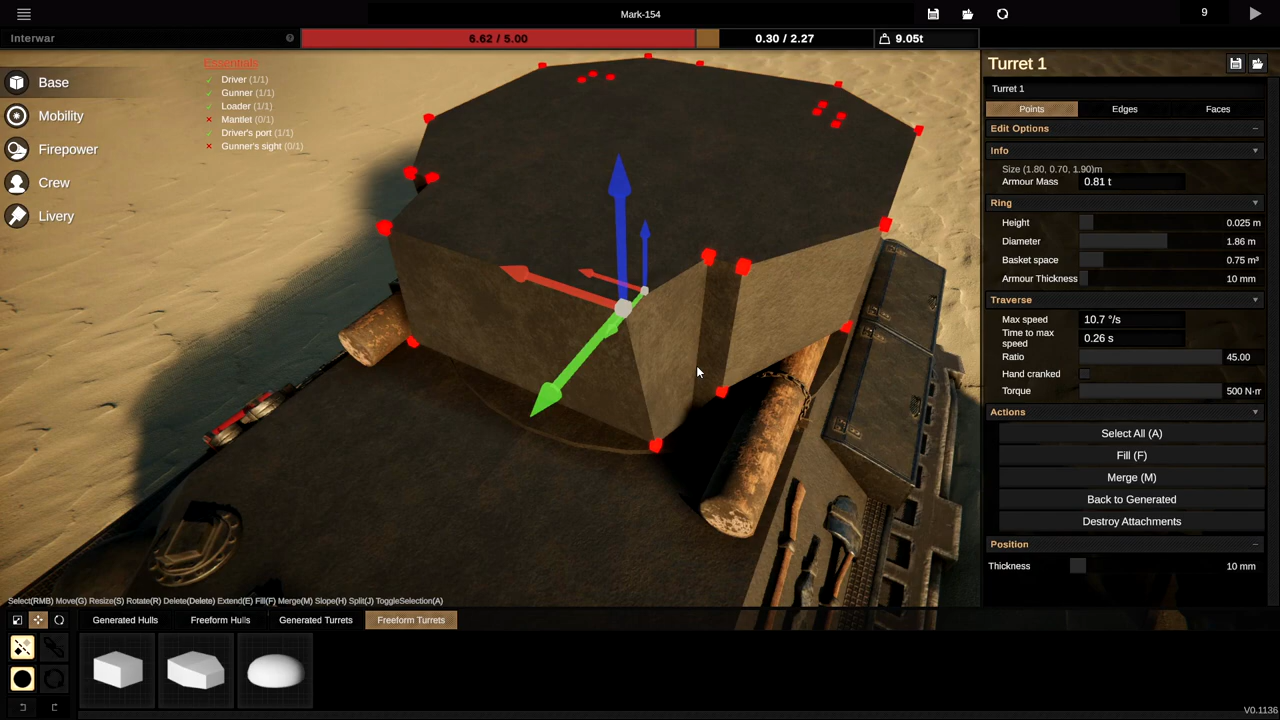 Mark-154
9
Interwar
6.62 / 5.00
0.30 / 2.27
9.05t
Essentials
Driver (1/1)
Gunner (1/1)
Loader (1/1)
Mantlet (0/1)
Driver's port (1/1)
Gunner's sight (0/1)
Base
Mobility
Firepower
Crew
Livery
Turret 1
Turret 1
Points Edges Faces
Edit Options
Info
Size (1.80, 0.70, 1.90)m
Armour Mass 0.81 t
Ring
Height 0.025 m
Diameter 1.86 m
Basket space 0.75 m³
Armour Thickness 10 mm
Traverse
Max speed 10.7 °/s
Time to max speed 0.26 s
Ratio 45.00
Hand cranked
Torque 500 N·m
Actions
Select All (A)
Fill (F)
Merge (M)
Back to Generated
Destroy Attachments
Position
Thickness 10 mm
Select(RMB) Move(G) Resize(S) Rotate(R) Delete(Delete) Extend(E) Fill(F) Merge(M) Slope(H) Split(J) ToggleSelection(A)
Generated Hulls Freeform Hulls Generated Turrets Freeform Turrets
V0.1136